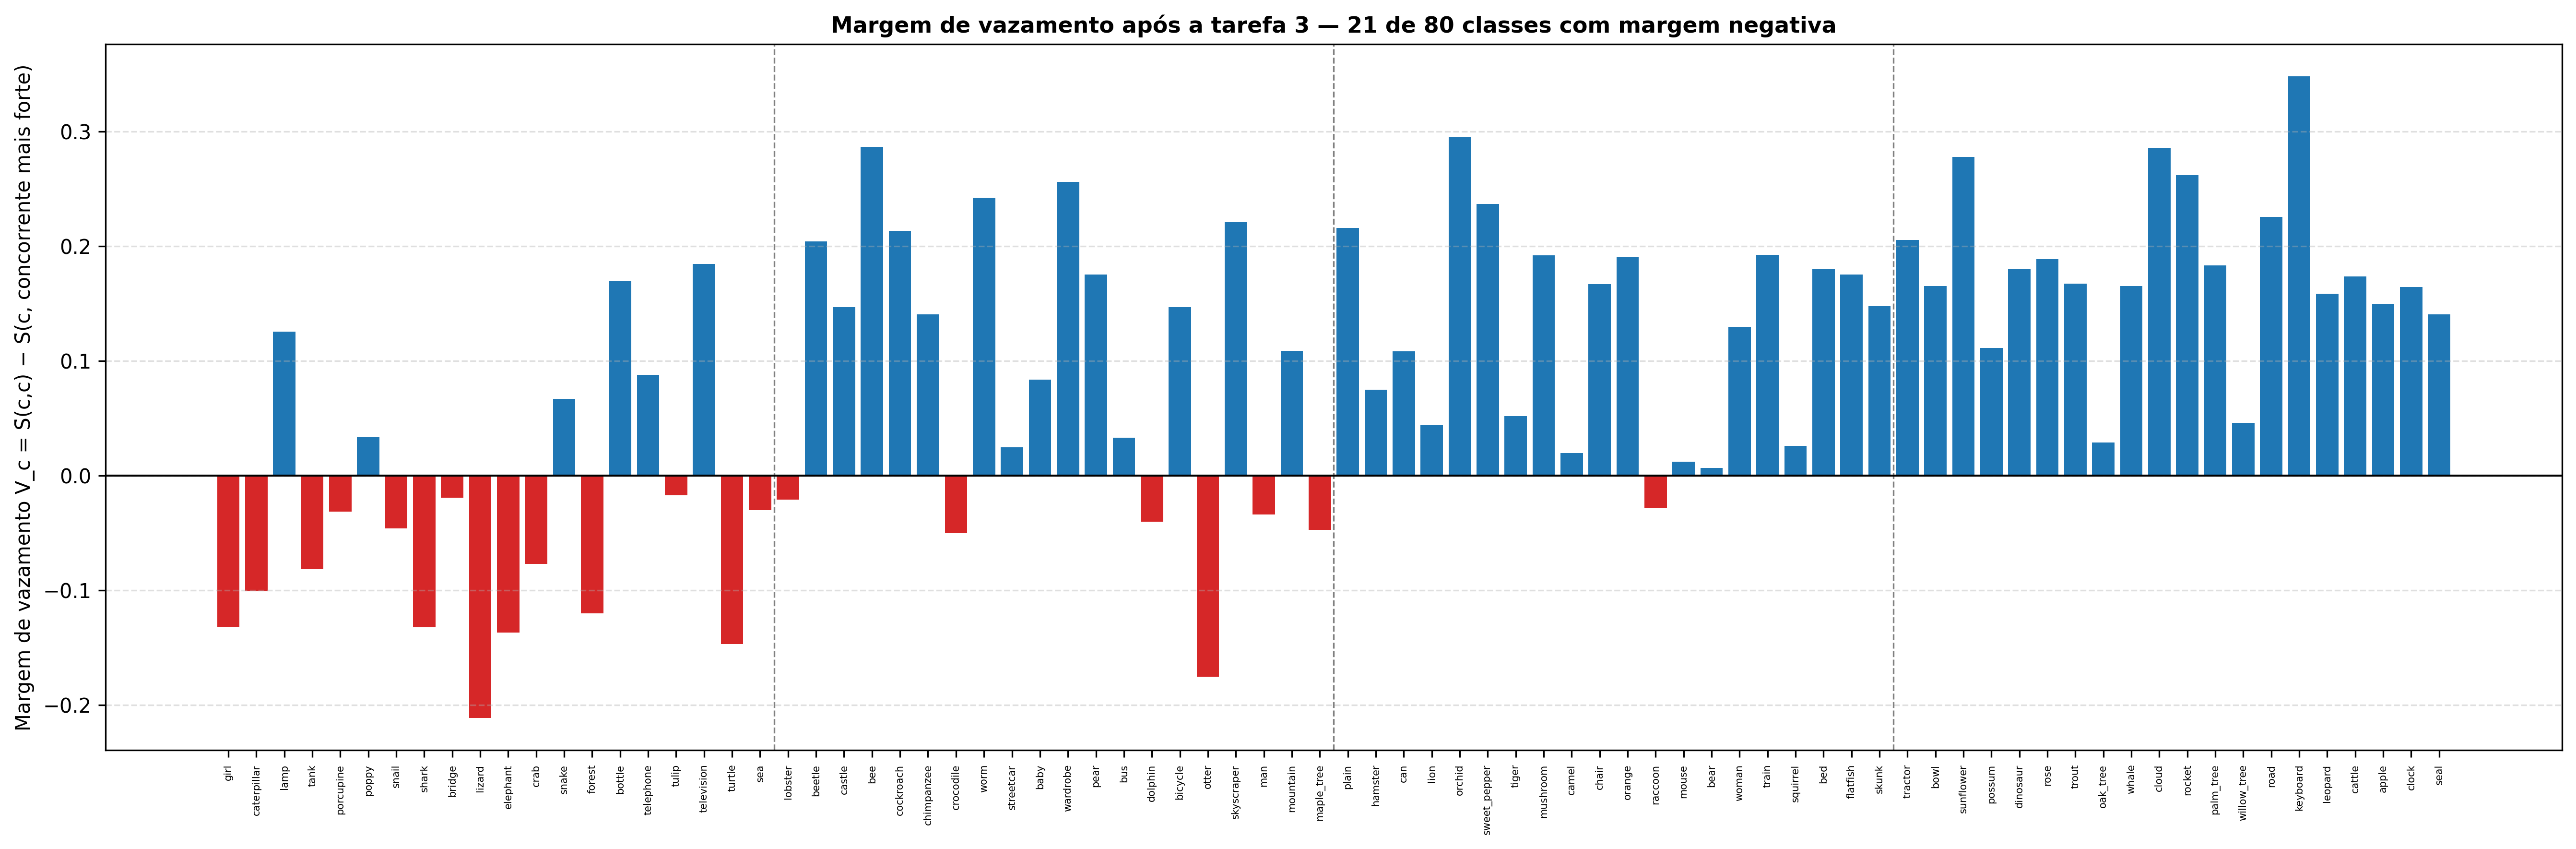 Margem de vazamento após a tarefa 3 — 21 de 80 classes com margem negativa
Margem de vazamento V_c = S(c,c) − S(c, concorrente mais forte)
0.3
0.2
0.1
0.0
−0.1
−0.2
girl
caterpillar
lamp
tank
porcupine
poppy
snail
shark
bridge
lizard
elephant
crab
snake
forest
bottle
telephone
tulip
television
turtle
sea
lobster
beetle
castle
bee
cockroach
chimpanzee
crocodile
worm
streetcar
baby
wardrobe
pear
bus
dolphin
bicycle
otter
skyscraper
man
mountain
maple_tree
plain
hamster
can
lion
orchid
sweet_pepper
tiger
mushroom
camel
chair
orange
raccoon
mouse
bear
woman
train
squirrel
bed
flatfish
skunk
tractor
bowl
sunflower
possum
dinosaur
rose
trout
oak_tree
whale
cloud
rocket
palm_tree
willow_tree
road
keyboard
leopard
cattle
apple
clock
seal